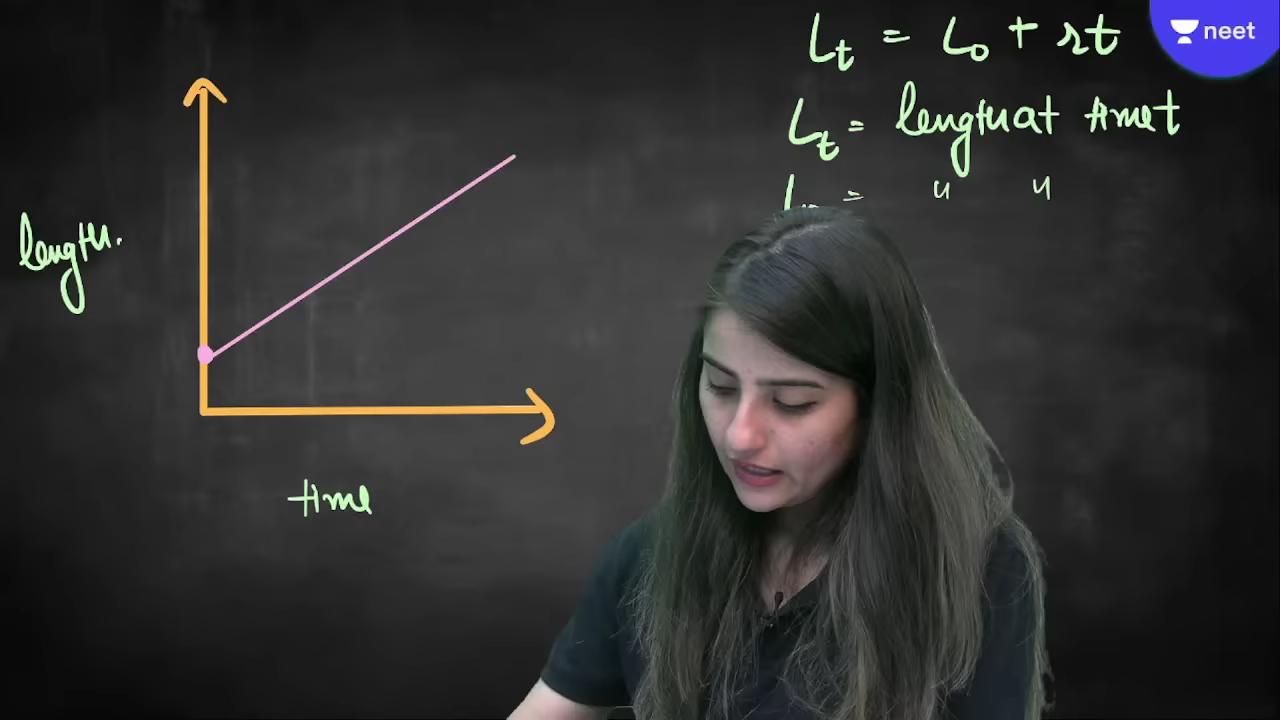 neet
Lt = L0 + rt
Lt = length at time t
= " "
length.
time